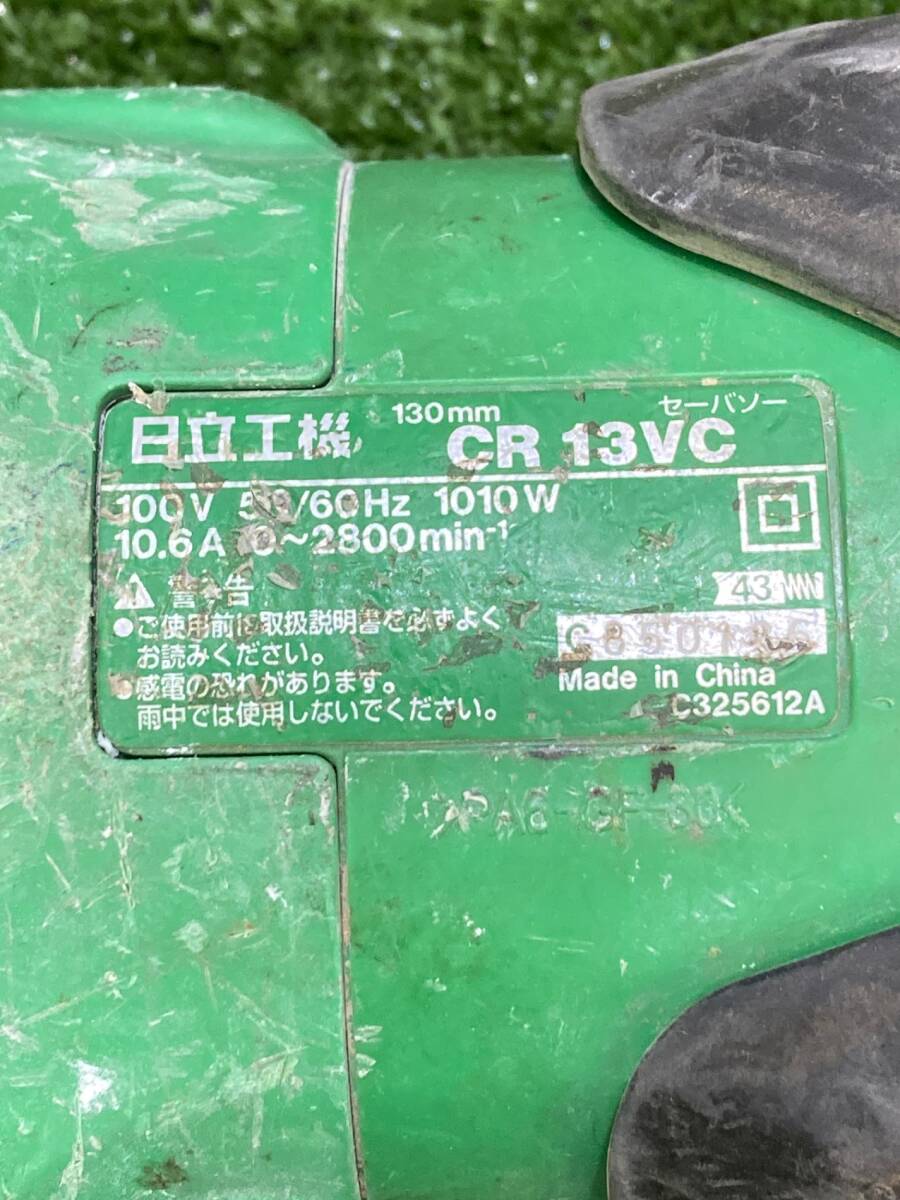 日立工機 130mm セーバソー
CR 13VC
100V 50/60Hz 1010W
10.6A 0～2800min⁻¹
警告
43
●ご使用前に取扱説明書を必ずよく
お読みください。
●感電の恐れがあります。
雨中では使用しないでください。
Made in China
C325612A